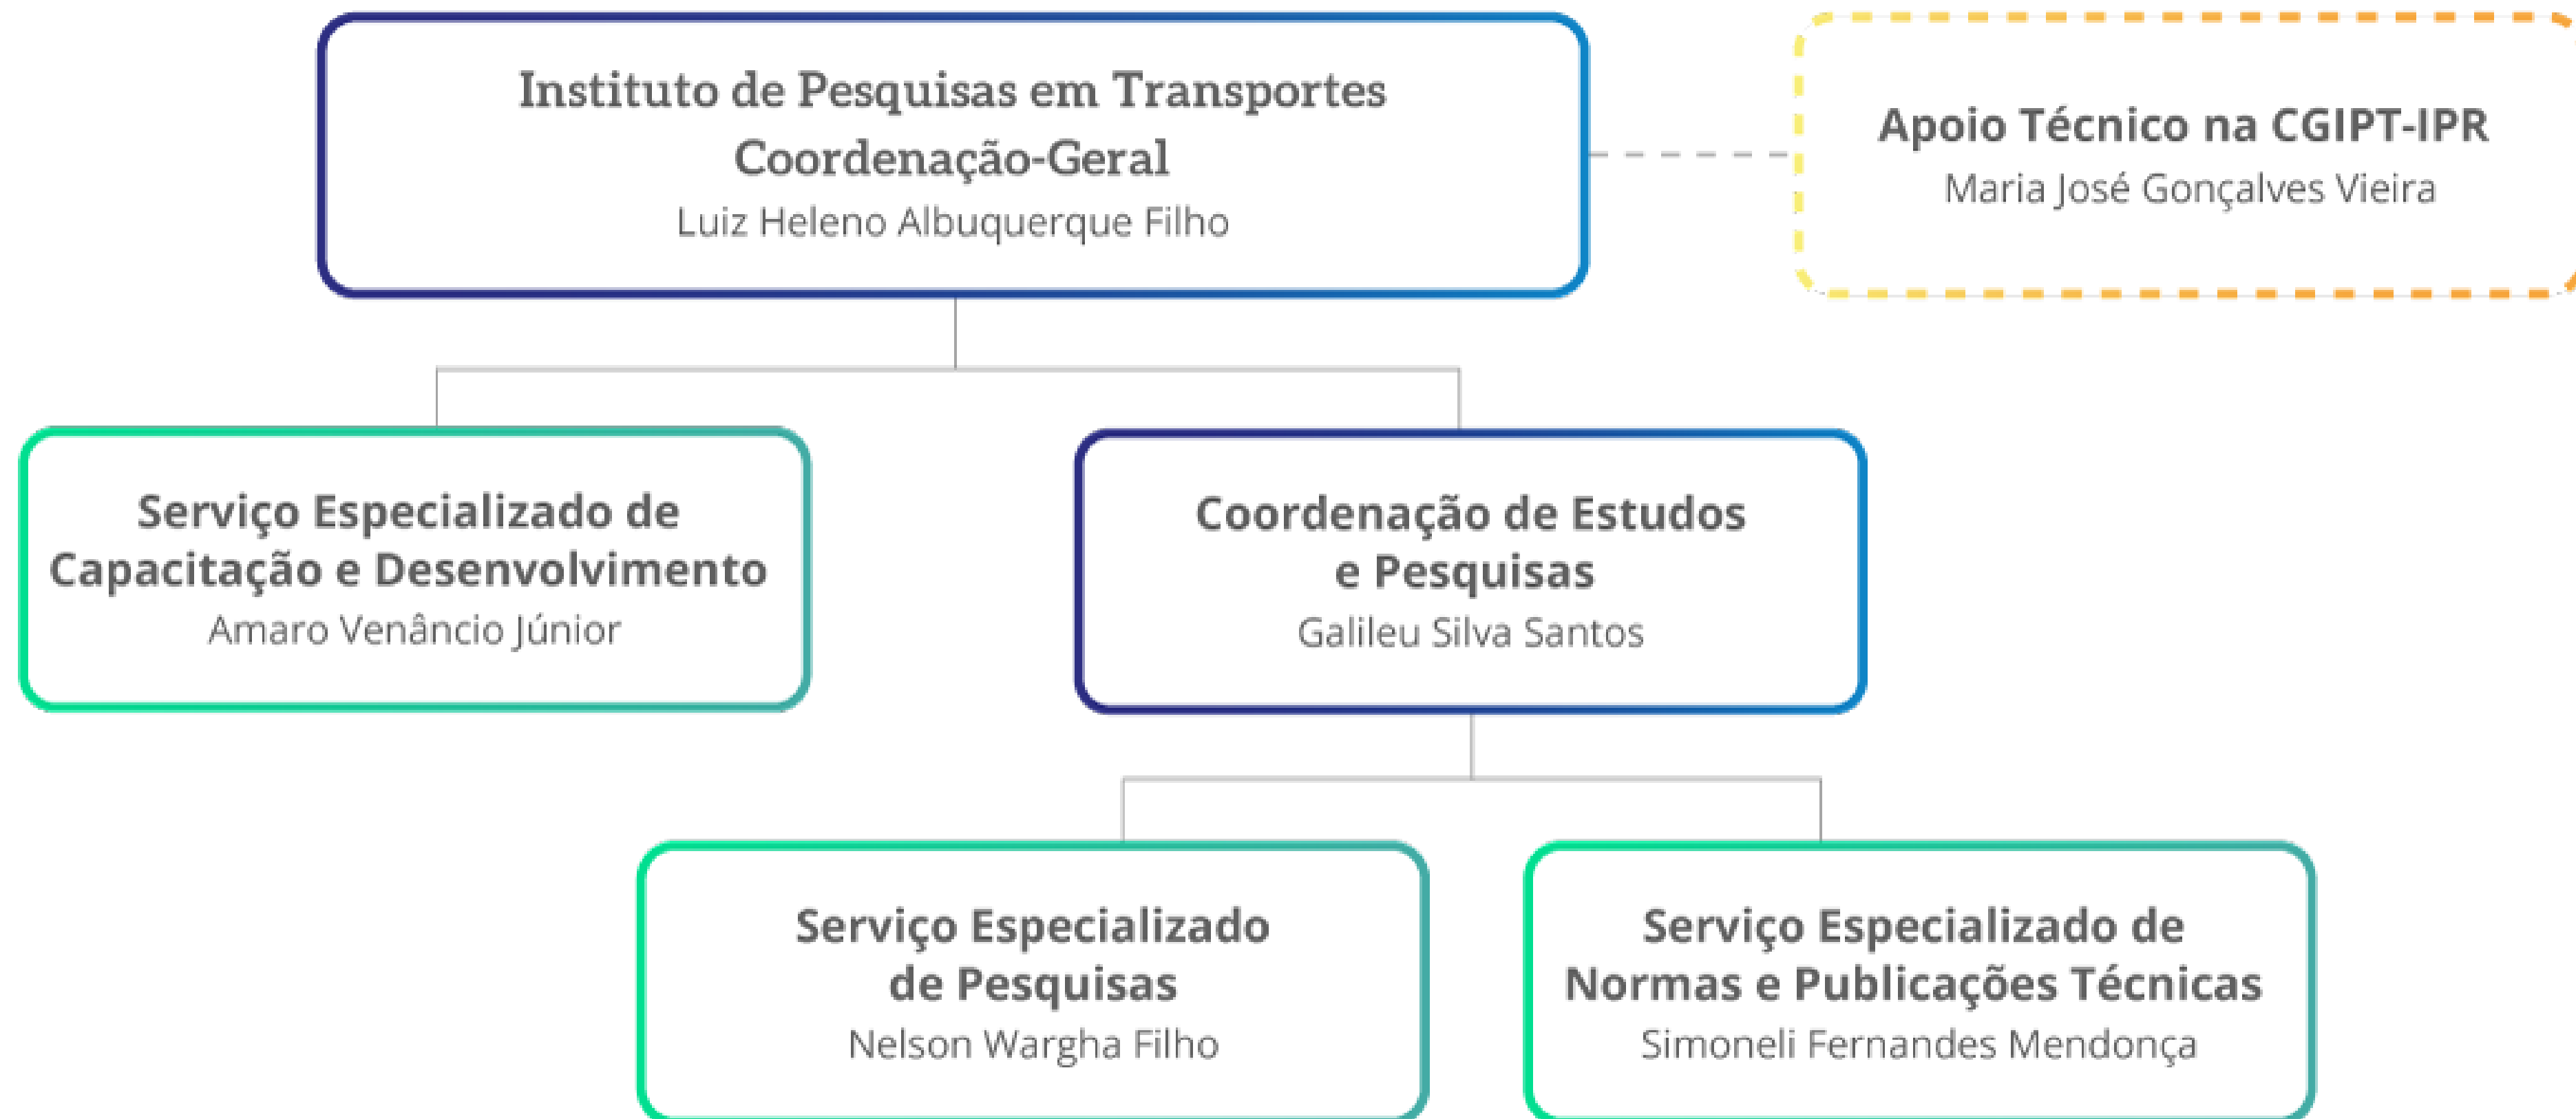 Instituto de Pesquisas em Transportes
Coordenação-Geral
Luiz Heleno Albuquerque Filho
Apoio Técnico na CGIPT-IPR
Maria José Gonçalves Vieira
Serviço Especializado de
Capacitação e Desenvolvimento
Amaro Venâncio Júnior
Coordenação de Estudos
e Pesquisas
Galileu Silva Santos
Serviço Especializado
de Pesquisas
Nelson Wargha Filho
Serviço Especializado de
Normas e Publicações Técnicas
Simoneli Fernandes Mendonça